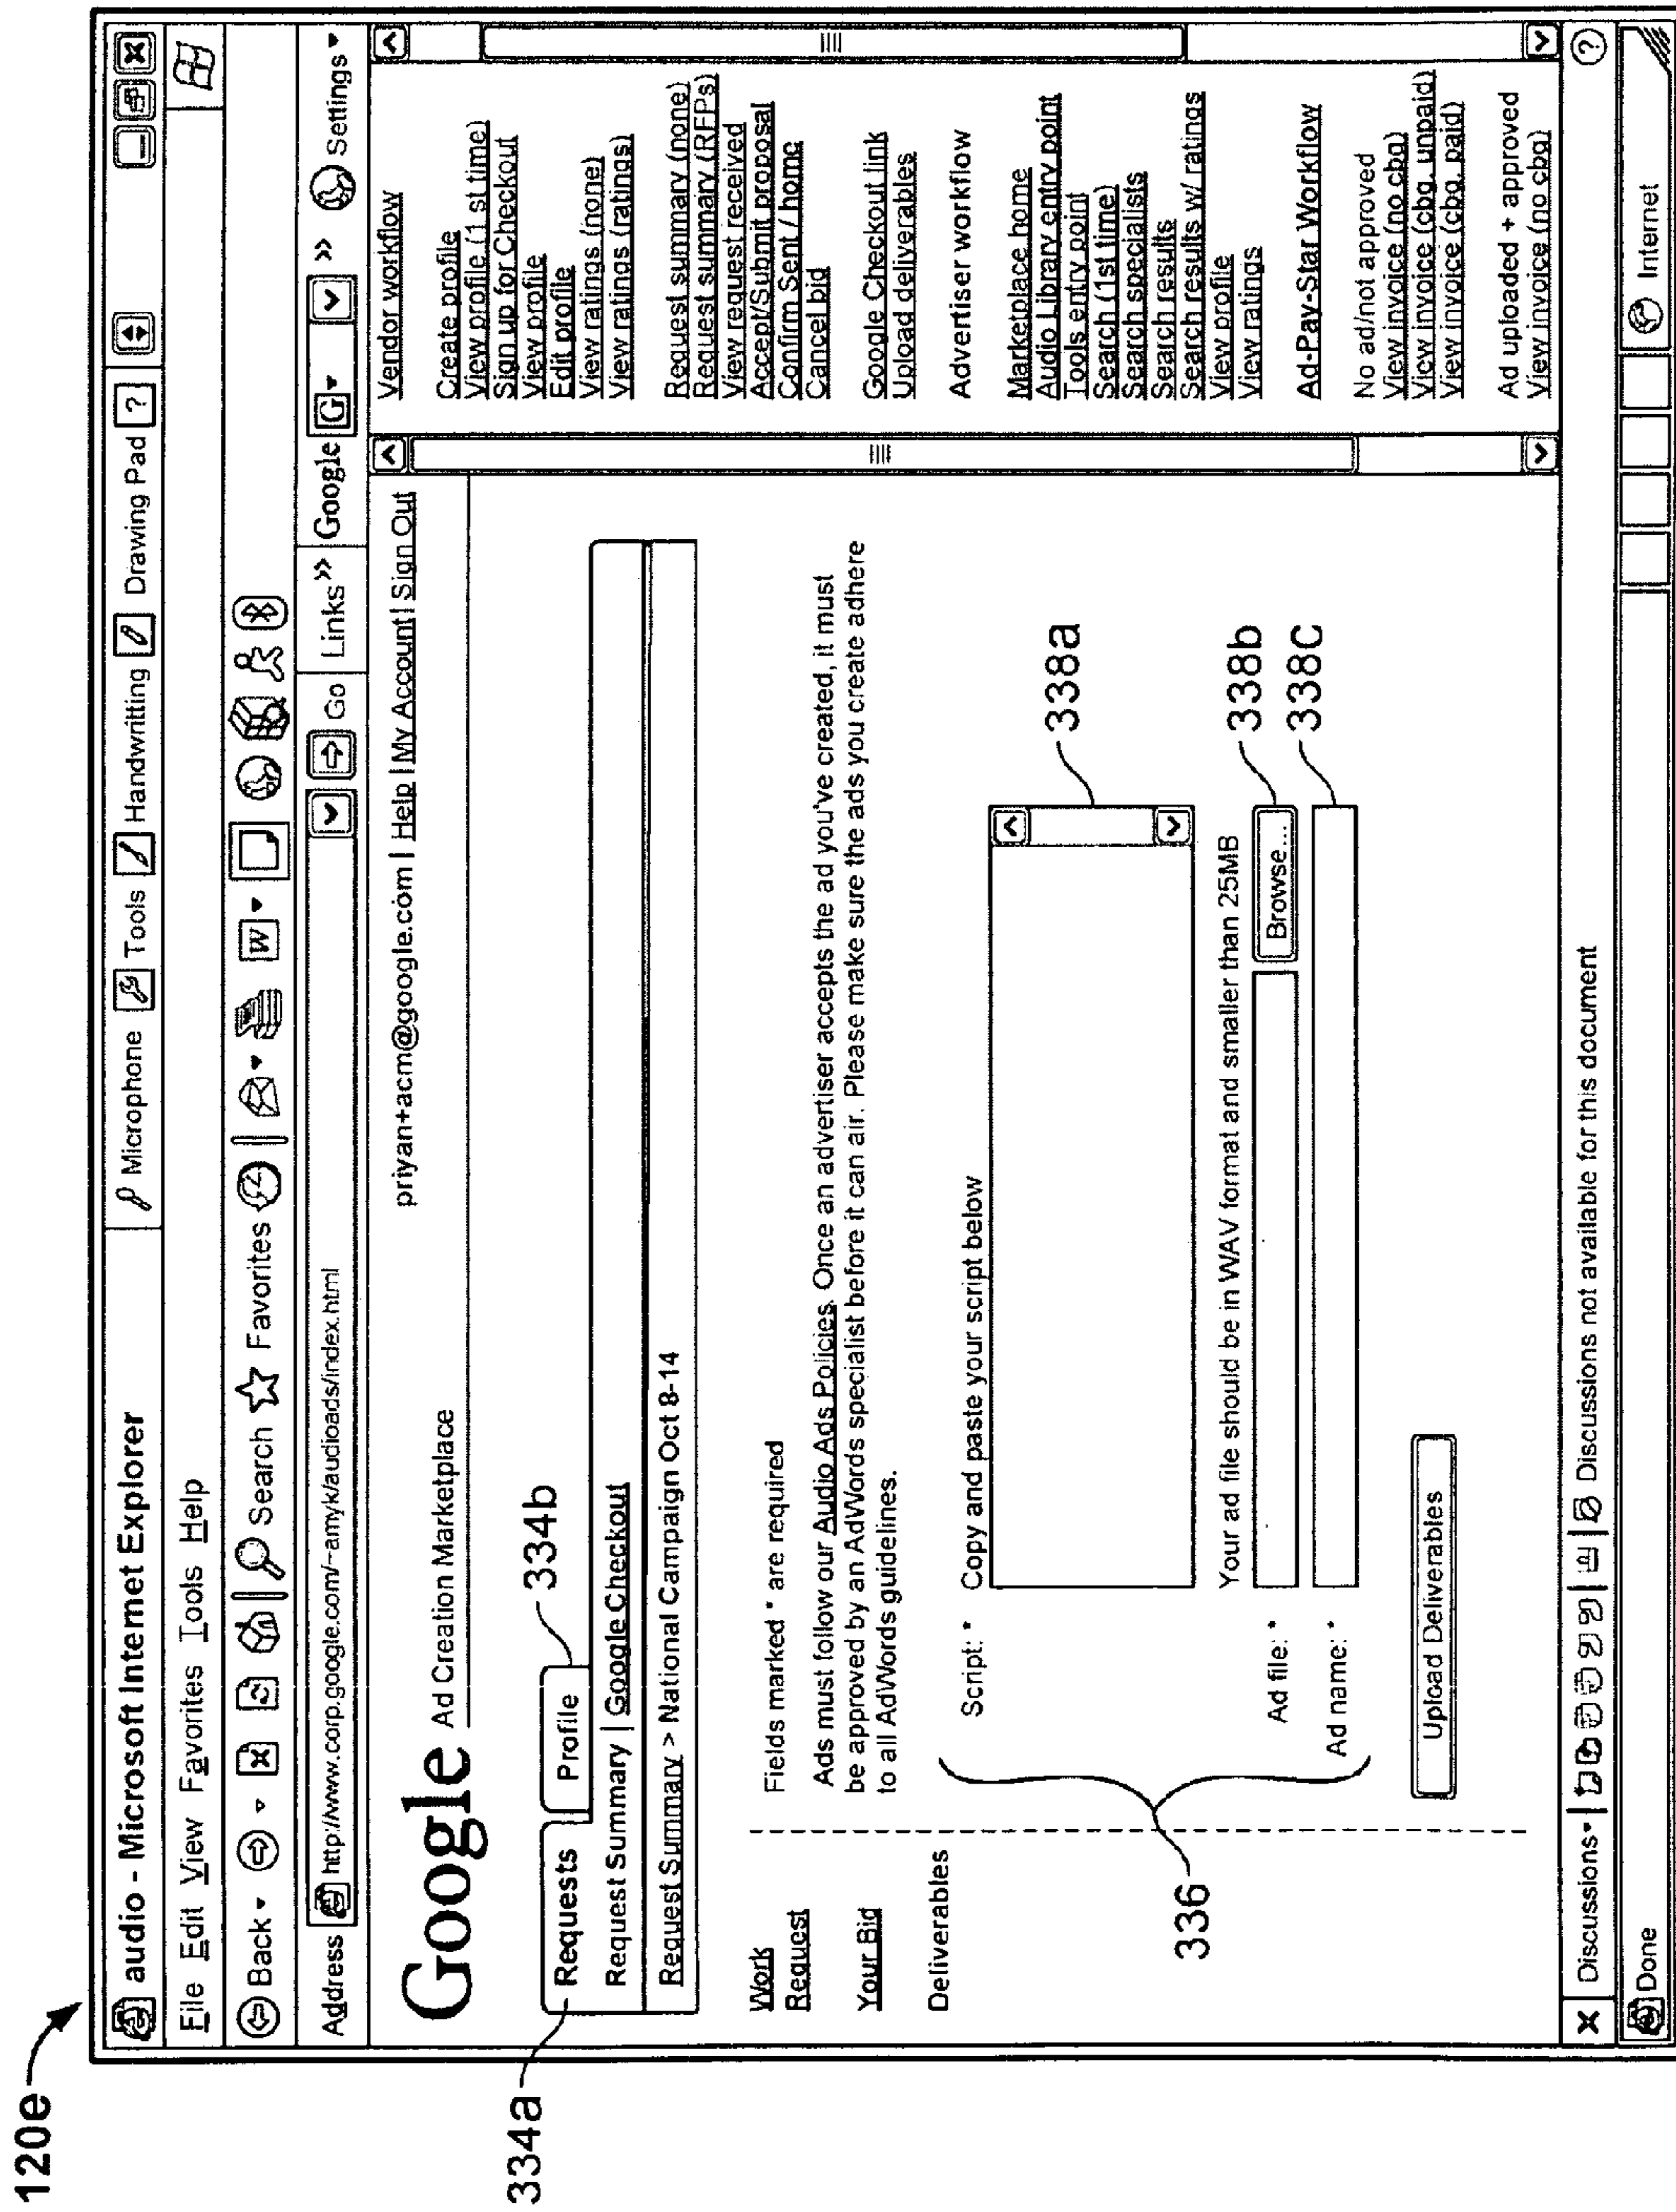 120e
audio - Microsoft Internet Explorer
Microphone Tools Handwritting Drawing Pad ?
File Edit View Favorites Tools Help
Back Search Favorites W
Address http://www.corp.google.com/~amyk/audioads/index.html Go Links » Google G » Settings
Google Ad Creation Marketplace
priyan+acm@google.com | Help | My Account | Sign Out
334a
334b
Requests Profile
Request Summary | Google Checkout
Request Summary > National Campaign Oct 8-14
Work
Request
Your Bid
Deliverables
Fields marked * are required
Ads must follow our Audio Ads Policies. Once an advertiser accepts the ad you've created, it must
be approved by an AdWords specialist before it can air. Please make sure the ads you create adhere
to all AdWords guidelines.
336
Script: * Copy and paste your script below
338a
Your ad file should be in WAV format and smaller than 25MB
Ad file: * Browse... 338b
Ad name: * 338c
Upload Deliverables
Vendor workflow
Create profile
View profile (1 st time)
Sign up for Checkout
View profile
Edit profile
View ratings (none)
View ratings (ratings)
Request summary (none)
Request summary (RFPs)
View request received
Accept/Submit proposal
Confirm Sent / home
Cancel bid
Google Checkout link
Upload deliverables
Advertiser workflow
Marketplace home
Audio Library entry point
Tools entry point
Search (1st time)
Search specialists
Search results
Search results w/ ratings
View profile
View ratings
Ad-Pay-Star Workflow
No ad/not approved
View invoice (no cbg)
View invoice (cbg, unpaid)
View invoice (cbg, paid)
Ad uploaded + approved
View invoice (no cbg)
X Discussions Discussions not available for this document ?
Done Internet